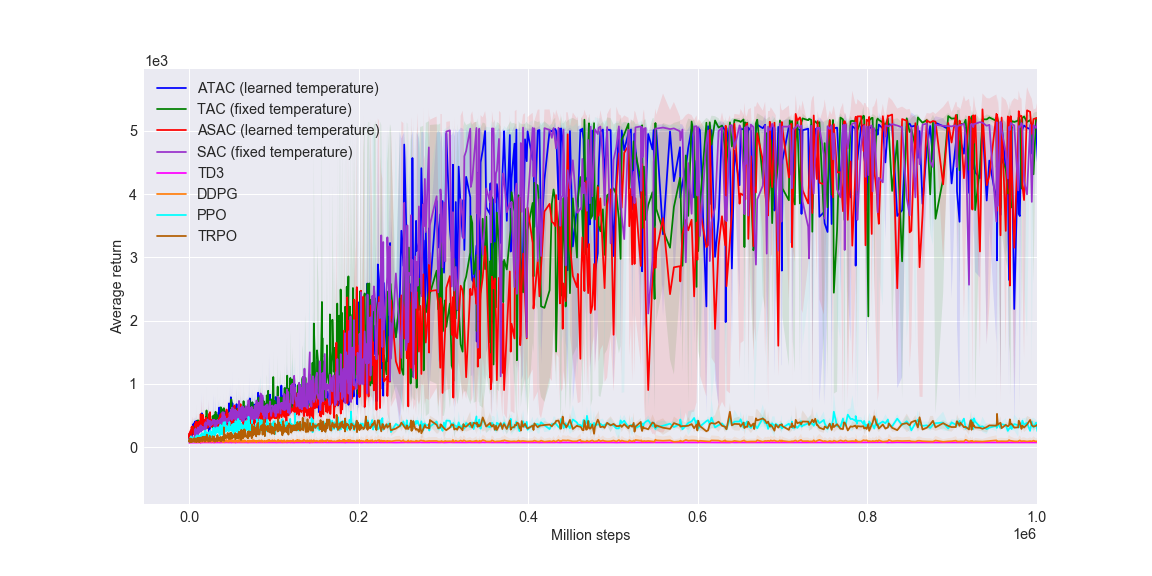 1e3
ATAC (learned temperature)
TAC (fixed temperature)
ASAC (learned temperature)
SAC (fixed temperature)
TD3
DDPG
PPO
TRPO
5
4
3
2
1
0
Average return
0.0 0.2 0.4 0.6 0.8 1.0
Million steps
1e6